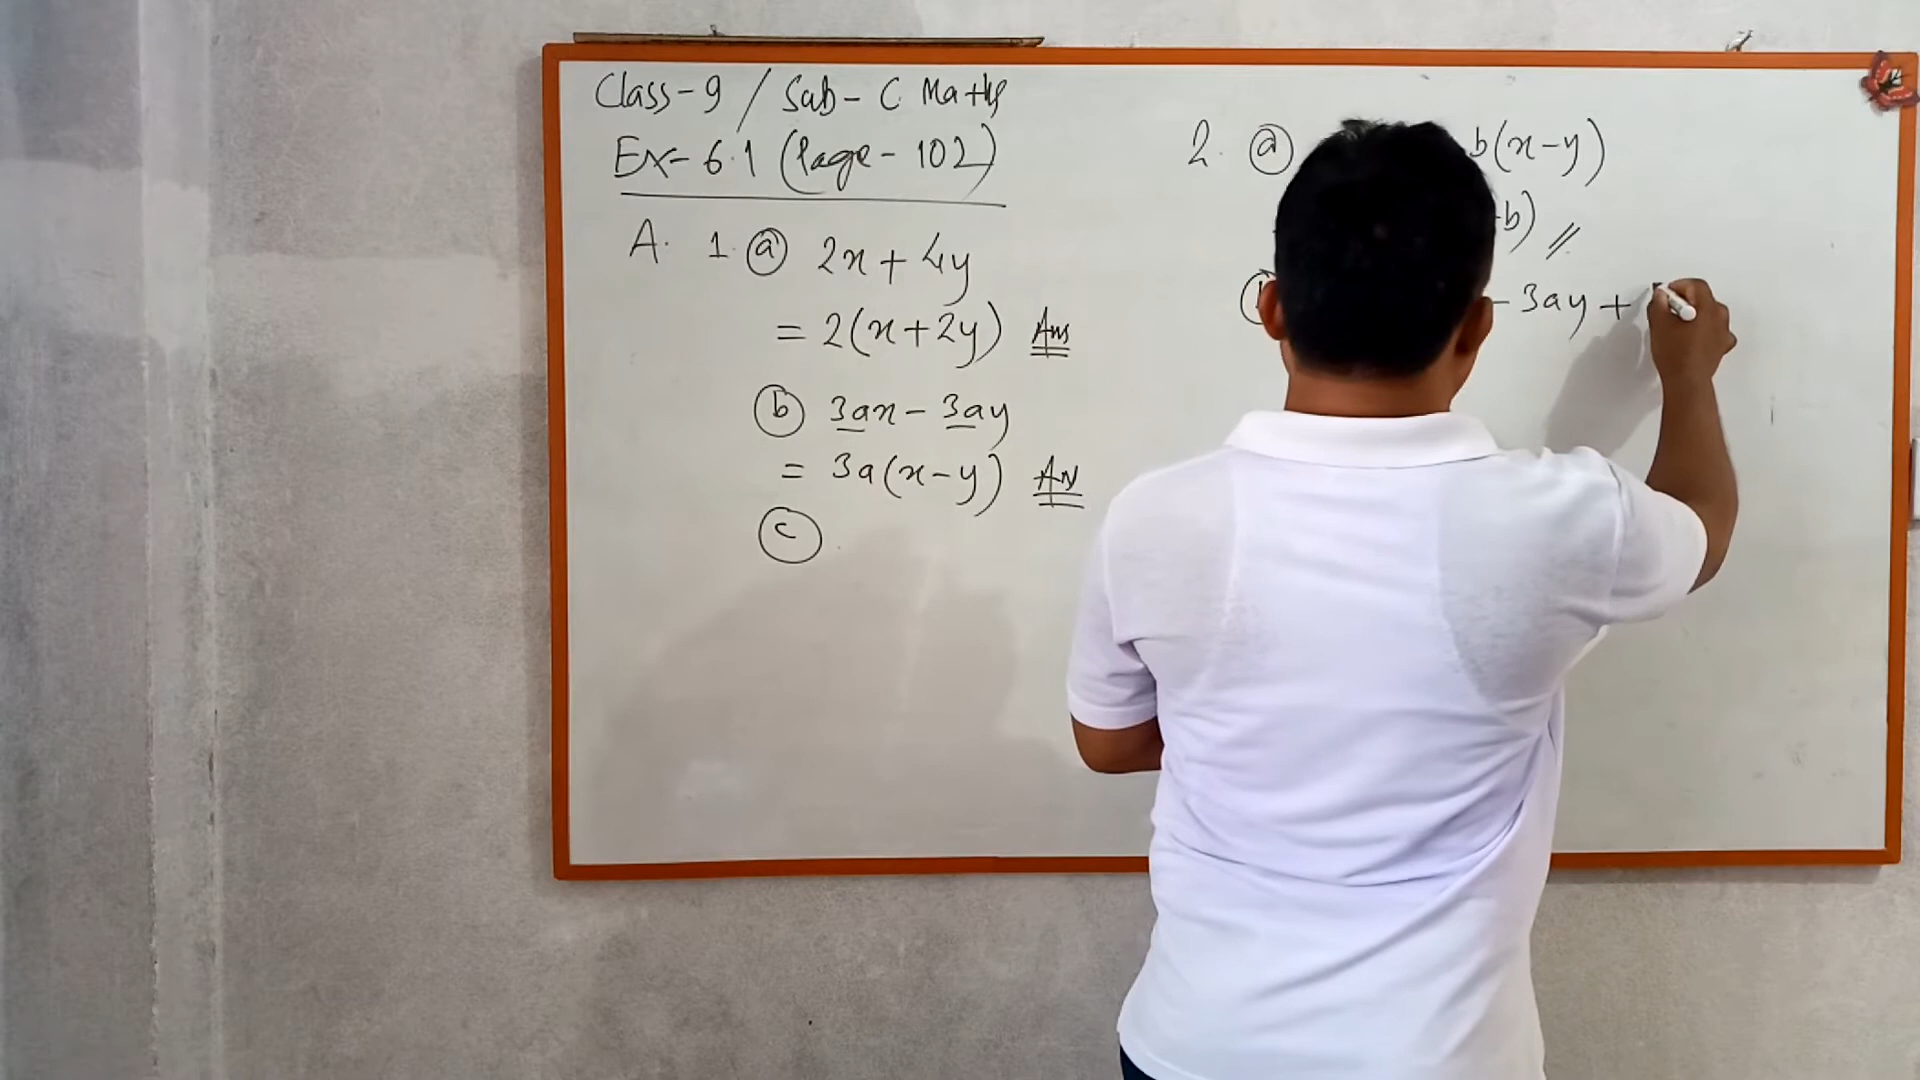 Class-9 / Sub- C Maths
Ex- 6.1 (Page- 102)
A. 1. (a) 2x + 4y
= 2(x+2y) Ans
(b) 3ax - 3ay
= 3a(x-y) Ans
(c)
2. (a) b(x-y)
b) //
- 3ay +